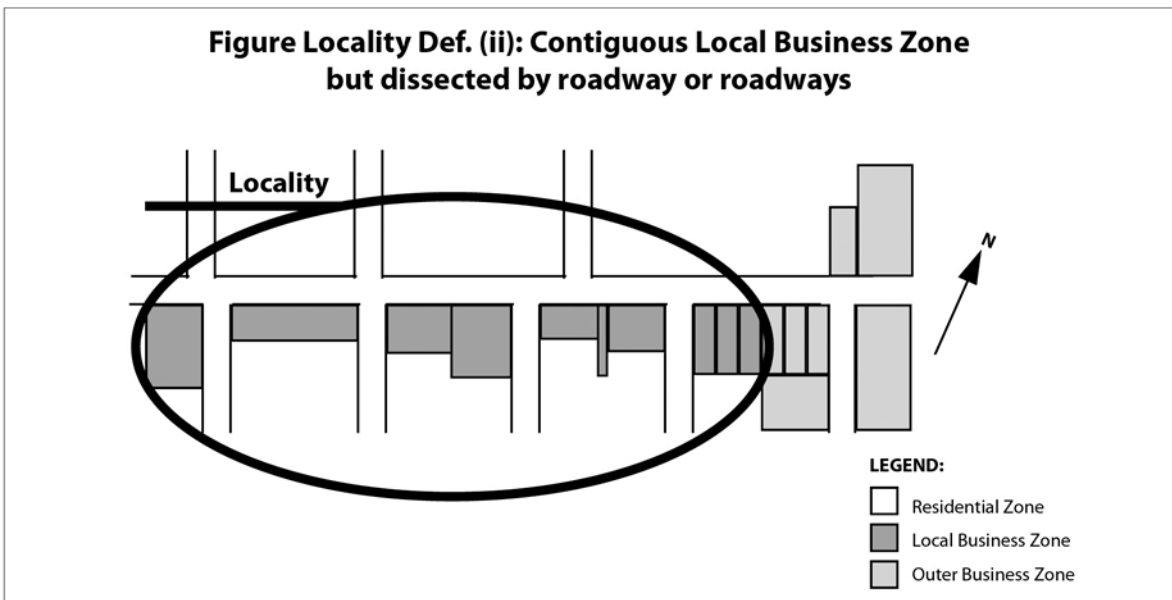 Figure Locality Def. (ii): Contiguous Local Business Zone
but dissected by roadway or roadways
Locality
N
LEGEND:
Residential Zone
Local Business Zone
Outer Business Zone